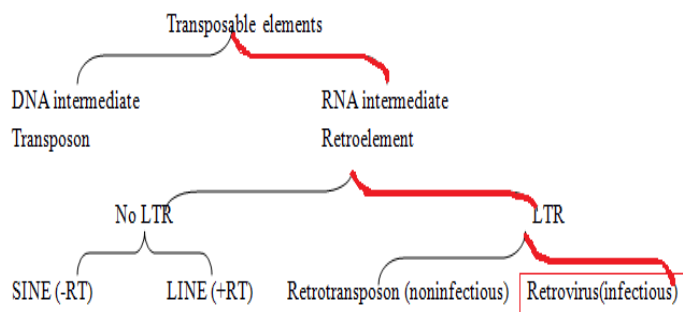 Transposable elements
DNA intermediate RNA intermediate
Transposon Retroelement
No LTR LTR
SINE (-RT) LINE (+RT) Retrotransposon (noninfectious) Retrovirus(infectious)